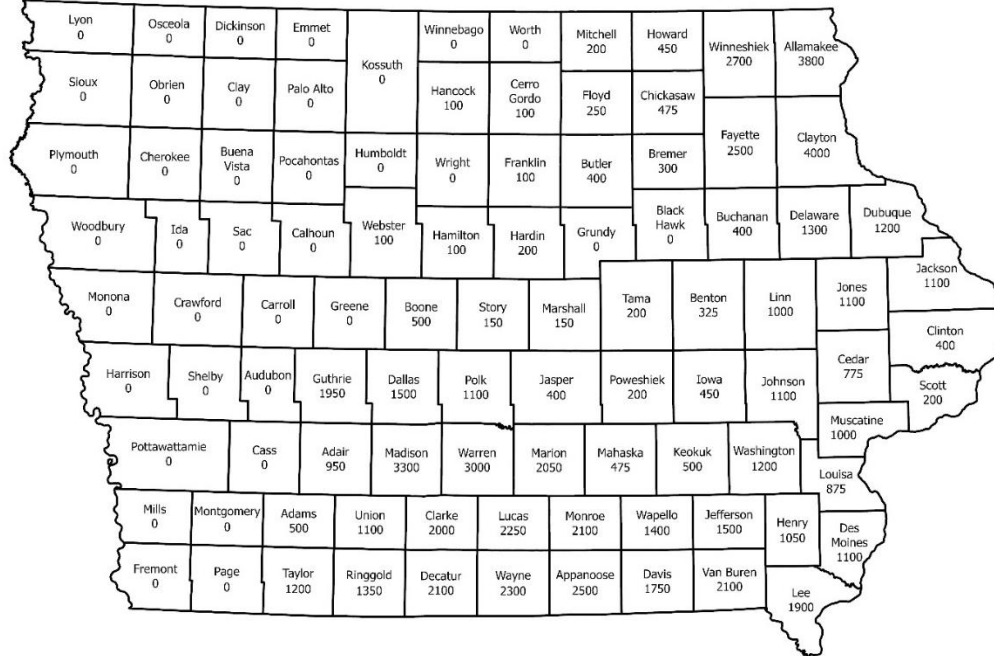 Lyon
0
Osceola
0
Dickinson
0
Emmet
0
Kossuth
0
Winnebago
0
Worth
0
Mitchell
200
Howard
450
Winneshiek
2700
Allamakee
3800
Sioux
0
Obrien
0
Clay
0
Palo Alto
0
Hancock
100
Cerro
Gordo
100
Floyd
250
Chickasaw
475
Fayette
2500
Clayton
4000
Plymouth
0
Cherokee
0
Buena
Vista
0
Pocahontas
0
Humboldt
0
Wright
0
Franklin
100
Butler
400
Bremer
300
Woodbury
0
Ida
0
Sac
0
Calhoun
0
Webster
100
Hamilton
100
Hardin
200
Grundy
0
Black
Hawk
0
Buchanan
400
Delaware
1300
Dubuque
1200
Monona
0
Crawford
0
Carroll
0
Greene
0
Boone
500
Story
150
Marshall
150
Tama
200
Benton
325
Linn
1000
Jones
1100
Jackson
1100
Clinton
400
Harrison
0
Shelby
0
Audubon
0
Guthrie
1950
Dallas
1500
Polk
1100
Jasper
400
Poweshiek
200
Iowa
450
Johnson
1100
Cedar
775
Scott
200
Muscatine
1000
Pottawattamie
0
Cass
0
Adair
950
Madison
3300
Warren
3000
Marion
2050
Mahaska
475
Keokuk
500
Washington
1200
Louisa
875
Mills
0
Montgomery
0
Adams
500
Union
1100
Clarke
2000
Lucas
2250
Monroe
2100
Wapello
1400
Jefferson
1500
Henry
1050
Des
Moines
1100
Fremont
0
Page
0
Taylor
1200
Ringgold
1350
Decatur
2100
Wayne
2300
Appanoose
2500
Davis
1750
Van Buren
2100
Lee
1900